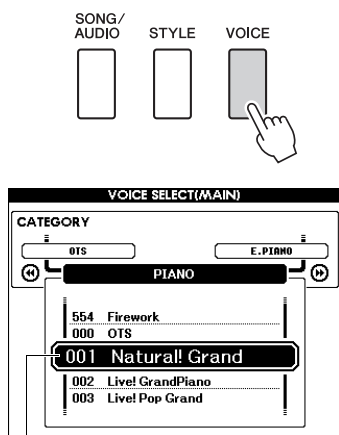 SONG/
AUDIO
STYLE
VOICE
VOICE SELECT(MAIN)
CATEGORY
OTS
E.PIANO
PIANO
554 Firework
000 OTS
001 Natural! Grand
002 Live! GrandPiano
003 Live! Pop Grand